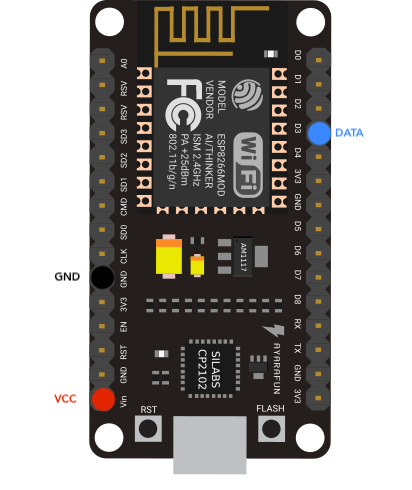 A0
RSV
RSV
SD3
SD2
SD1
CMD
SD0
CLK
GND
3V3
EN
RST
GND
Vin
GND
VCC
D0
D1
D2
D3
D4
3V3
GND
D5
D6
D7
D8
RX
TX
GND
3V3
DATA
MODEL ESP8266MOD
VENDOR AI/THINKER
ISM 2.4GHz
PA+25dBm
802.11b/g/n
FC
Wi Fi
AM1117
SILABS
CP2102
AYARAFUN
RST
FLASH